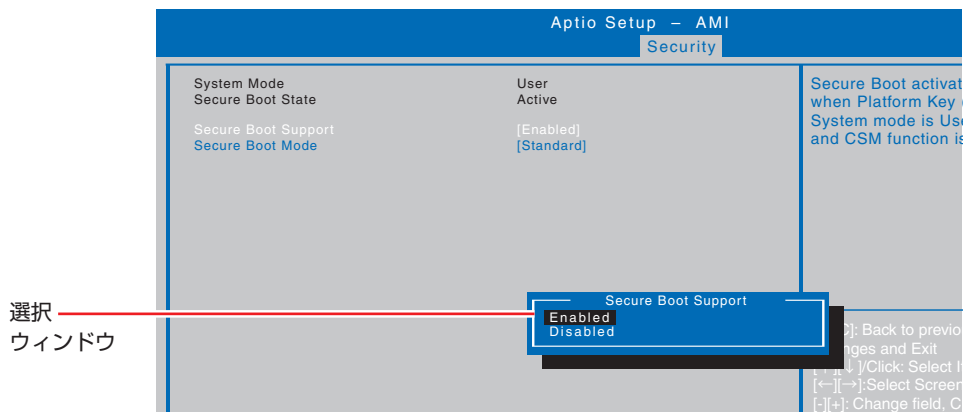 Aptio Setup – AMI
Security
System Mode User
Secure Boot State Active
Secure Boot Support [Enabled]
Secure Boot Mode [Standard]
Secure Boot activat
when Platform Key
System mode is Us
and CSM function is
選択
ウィンドウ
Secure Boot Support
Enabled
Disabled
]: Back to previo
nges and Exit
][↓]/Click: Select I
[←][→]:Select Screen
[-][+]: Change field, C